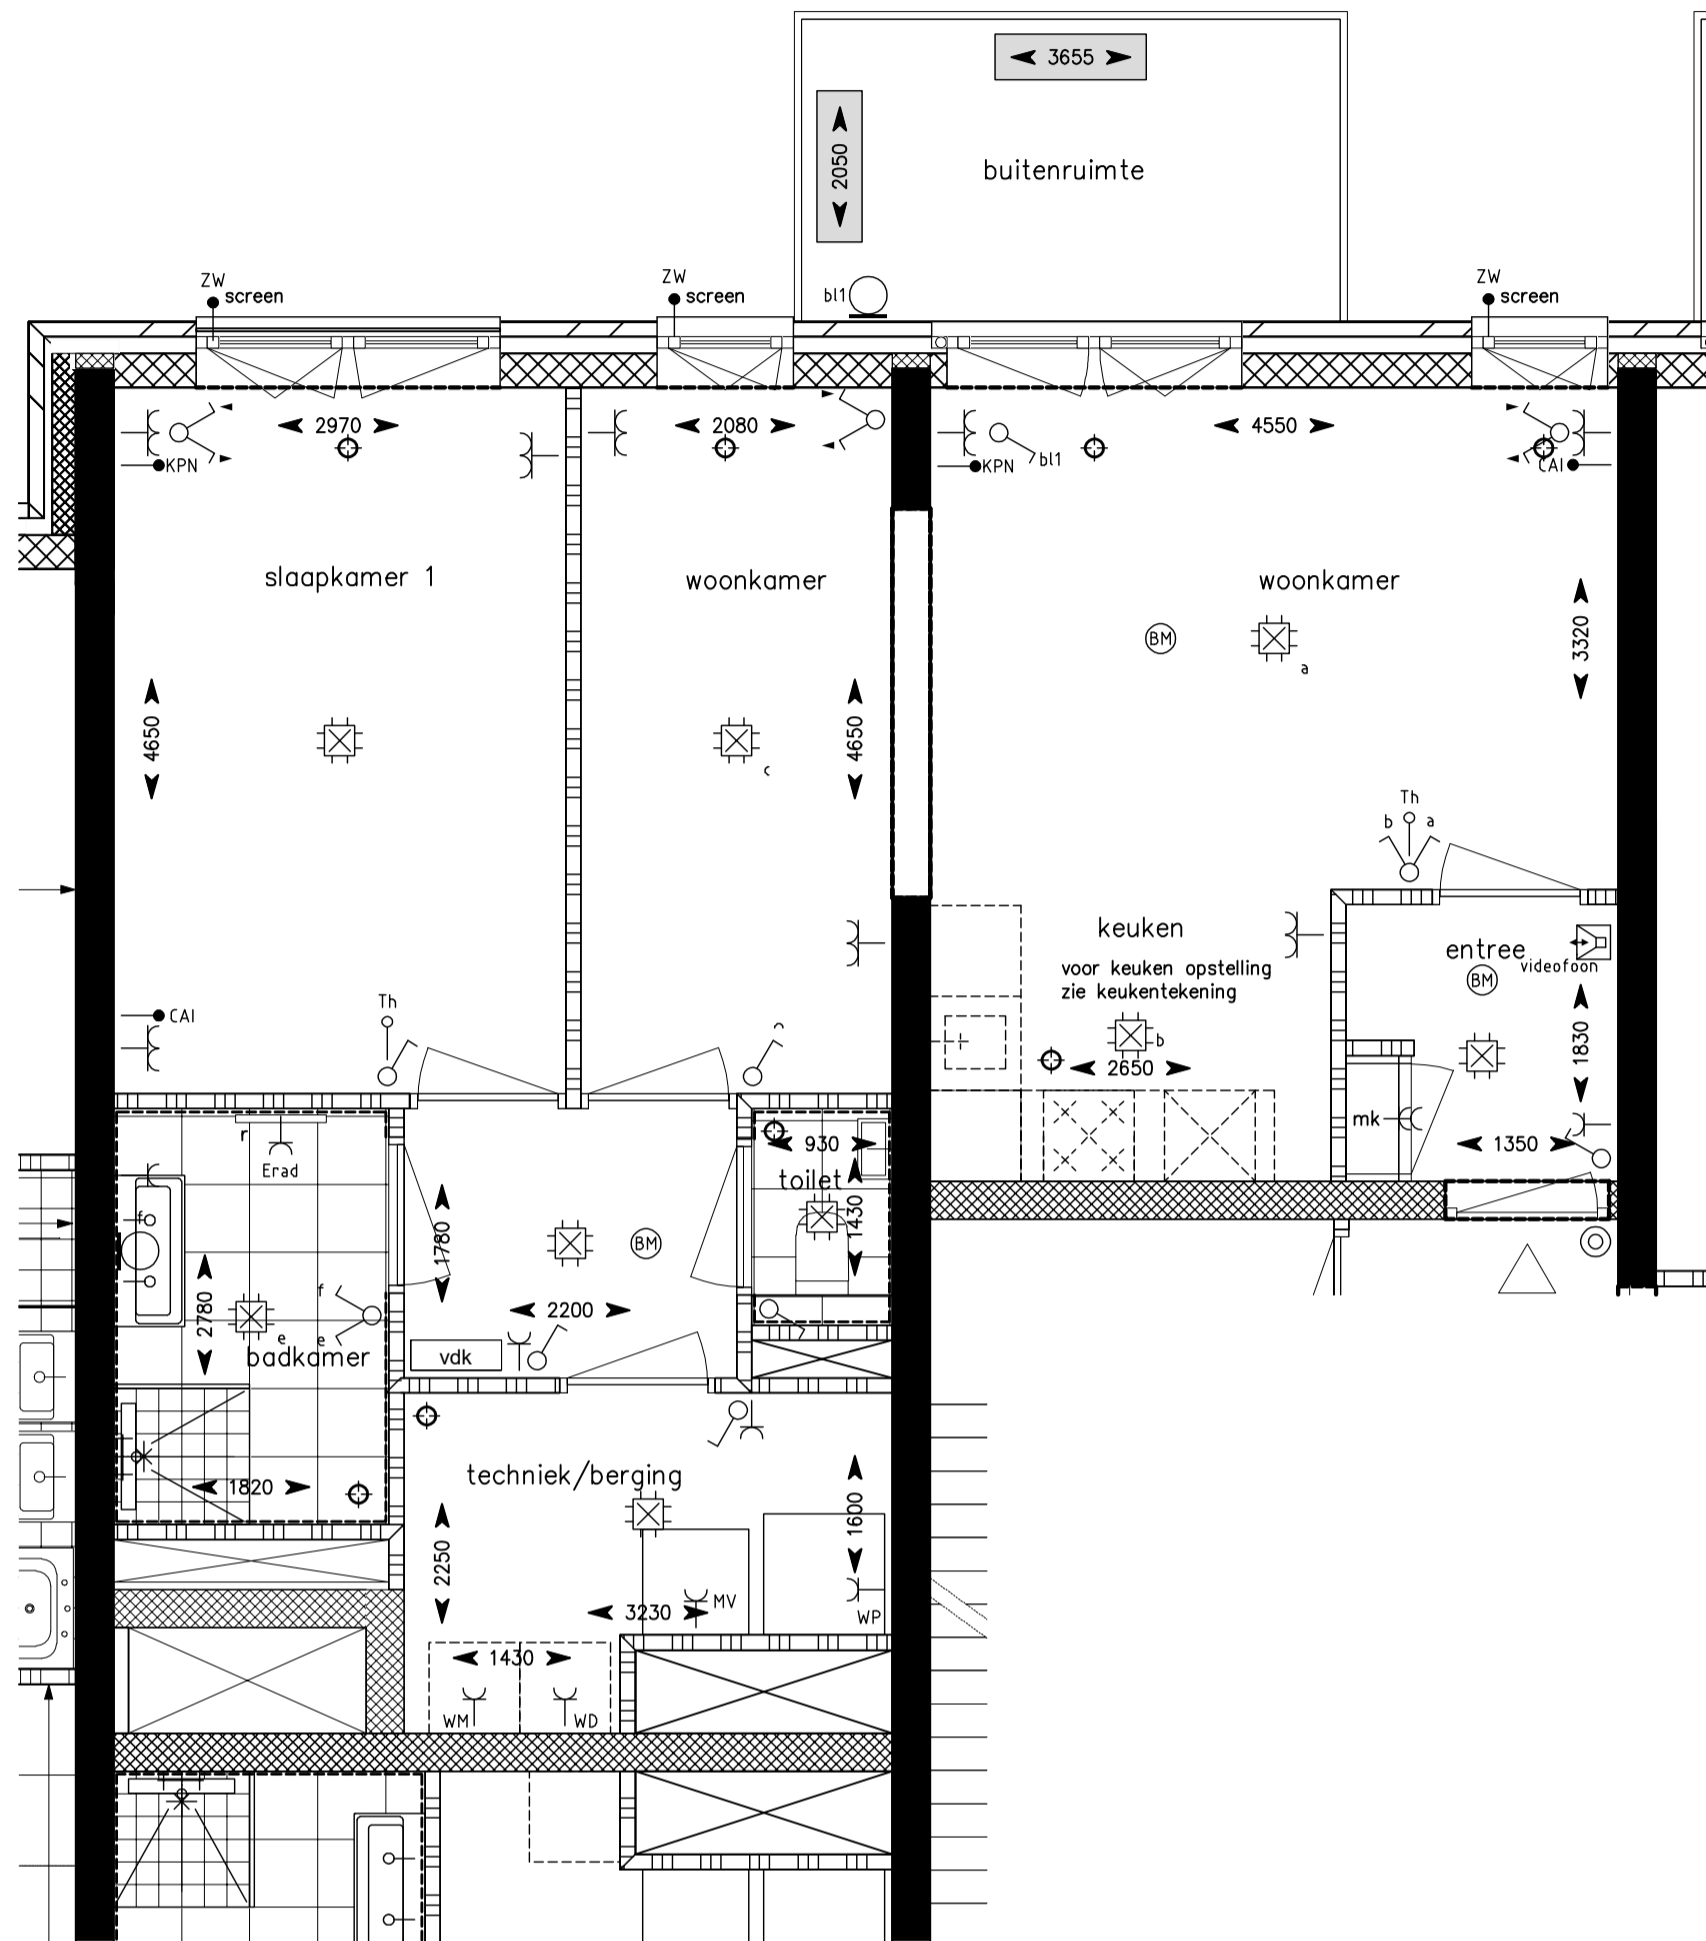 3655
2050
buitenruimte
bl1
ZW
screen
ZW
screen
ZW
screen
2970
2080
4550
KPN
KPN
bl1
CAI
slaapkamer 1
woonkamer
woonkamer
3320
BM
a
4650
4650
c
Th
b
a
keuken
voor keuken opstelling
zie keukentekening
entree
videofoon
BM
CAI
Th
b
2650
1830
mk
1350
r
Erad
930
toilet
1430
f
1780
BM
2780
f
e
e
2200
badkamer
vdk
techniek/berging
1820
1600
2250
3230
MV
WP
1430
WM
WD